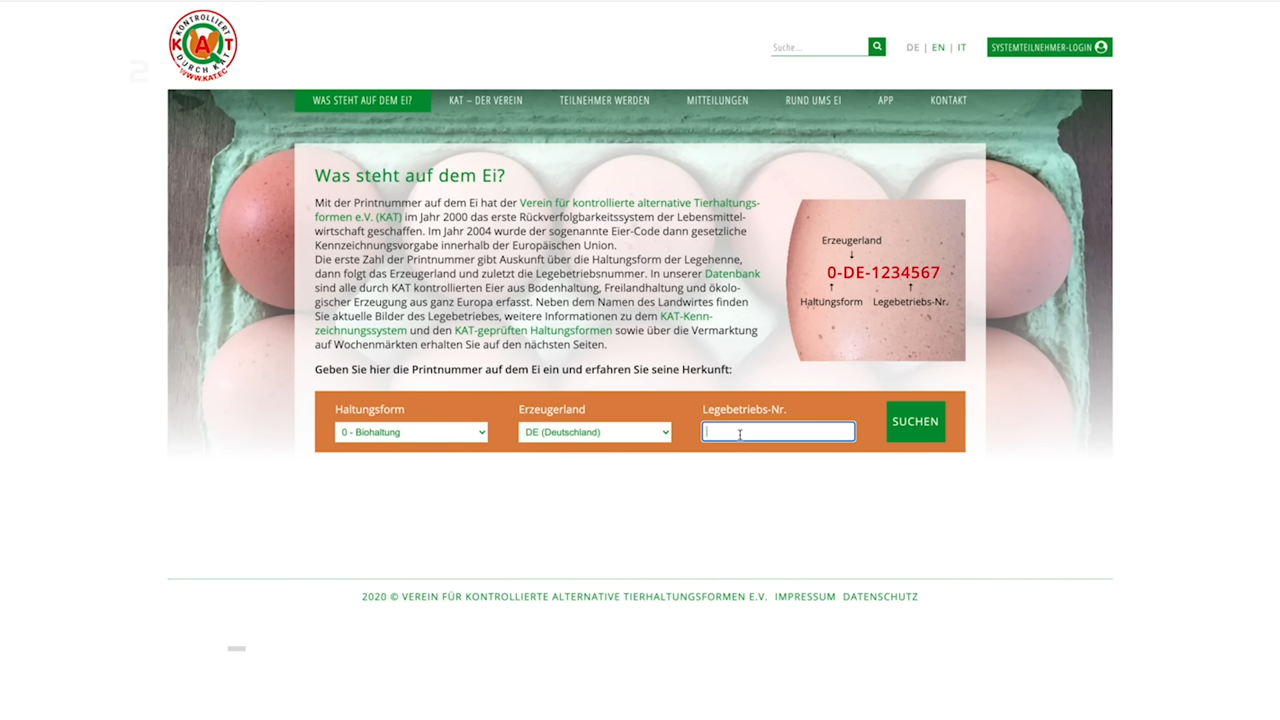 KONTROLLIERT
KAT
DURCH KAT
WWW.KAT.EC
2
Suche...
DE | EN | IT
SYSTEMTEILNEHMER-LOGIN
WAS STEHT AUF DEM EI?
KAT – DER VEREIN
TEILNEHMER WERDEN
MITTEILUNGEN
RUND UMS EI
APP
KONTAKT
Was steht auf dem Ei?
Mit der Printnummer auf dem Ei hat der Verein für kontrollierte alternative Tierhaltungs-
formen e.V. (KAT) im Jahr 2000 das erste Rückverfolgbarkeitssystem der Lebensmittel-
wirtschaft geschaffen. Im Jahr 2004 wurde der sogenannte Eier-Code dann gesetzliche
Kennzeichnungsvorgabe innerhalb der Europäischen Union.
Die erste Zahl der Printnummer gibt Auskunft über die Haltungsform der Legehenne,
dann folgt das Erzeugerland und zuletzt die Legebetriebsnummer. In unserer Datenbank
sind alle durch KAT kontrollierten Eier aus Bodenhaltung, Freilandhaltung und ökolo-
gischer Erzeugung aus ganz Europa erfasst. Neben dem Namen des Landwirtes finden
Sie aktuelle Bilder des Legebetriebes, weitere Informationen zu dem KAT-Kenn-
zeichnungssystem und den KAT-geprüften Haltungsformen sowie über die Vermarktung
auf Wochenmärkten erhalten Sie auf den nächsten Seiten.
Erzeugerland
0-DE-1234567
Haltungsform Legebetriebs-Nr.
Geben Sie hier die Printnummer auf dem Ei ein und erfahren Sie seine Herkunft:
Haltungsform
0 - Biohaltung
Erzeugerland
DE (Deutschland)
Legebetriebs-Nr.
SUCHEN
2020 © VEREIN FÜR KONTROLLIERTE ALTERNATIVE TIERHALTUNGSFORMEN E.V. IMPRESSUM DATENSCHUTZ